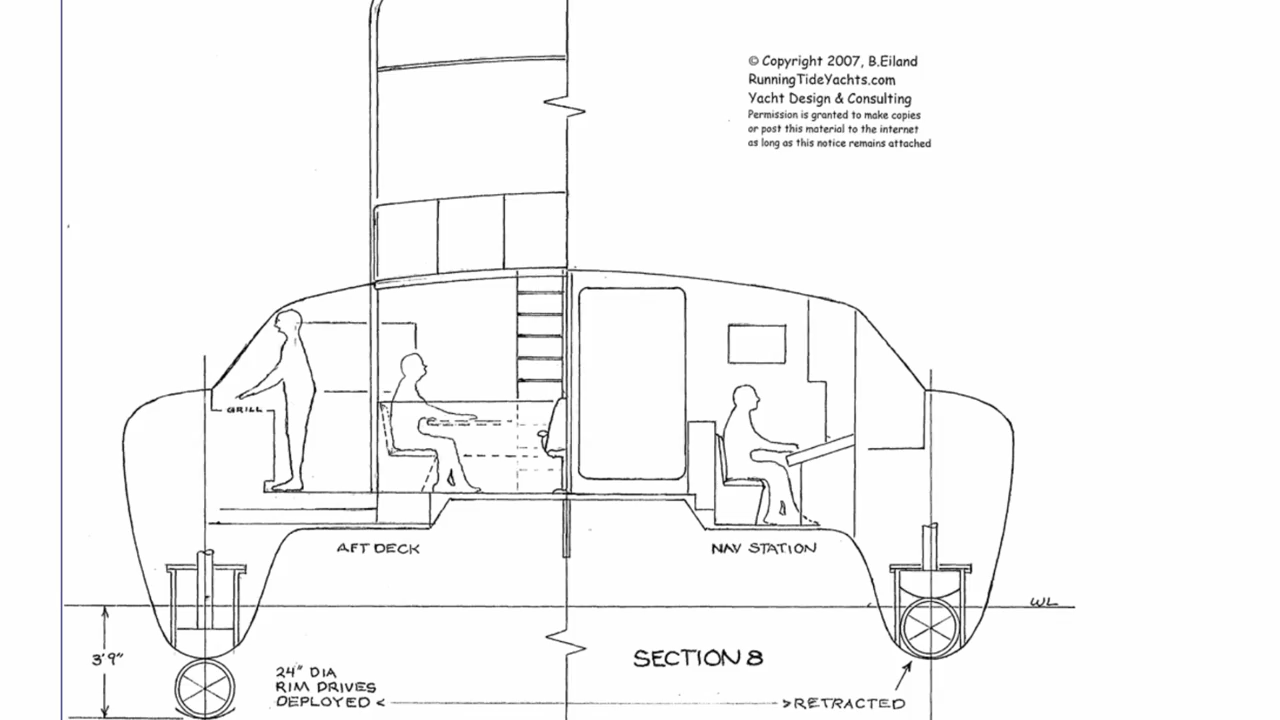 © Copyright 2007, B.Eiland
RunningTideYachts.com
Yacht Design & Consulting
Permission is granted to make copies
or post this material to the internet
as long as this notice remains attached
GRILL
AFT DECK
NAV STATION
WL
3'9"
SECTION 8
24" DIA
RIM DRIVES
DEPLOYED <
>RETRACTED